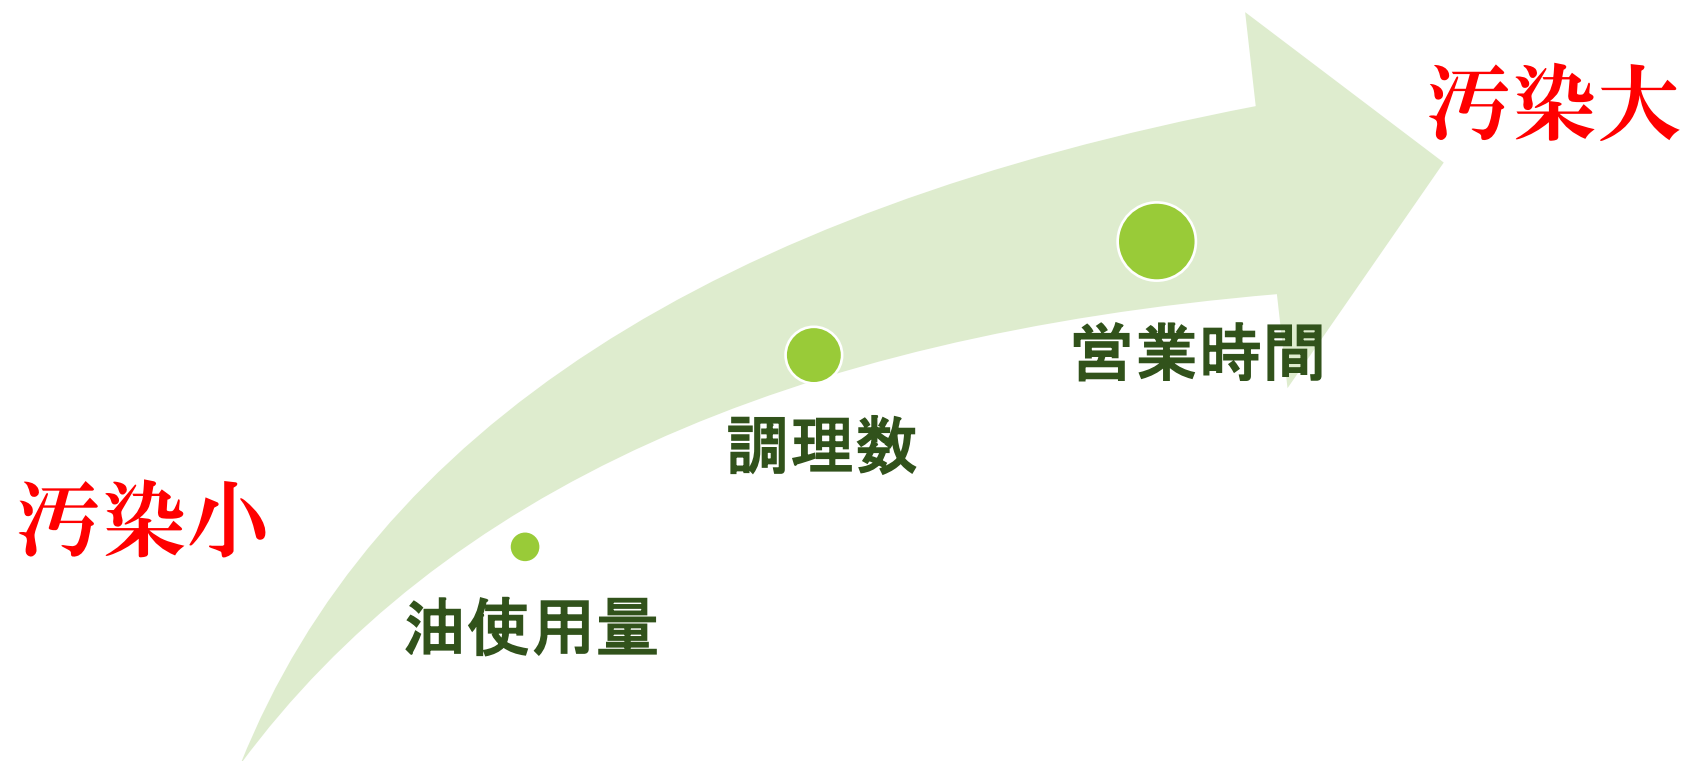 汚染大
営業時間
調理数
汚染小
油使用量